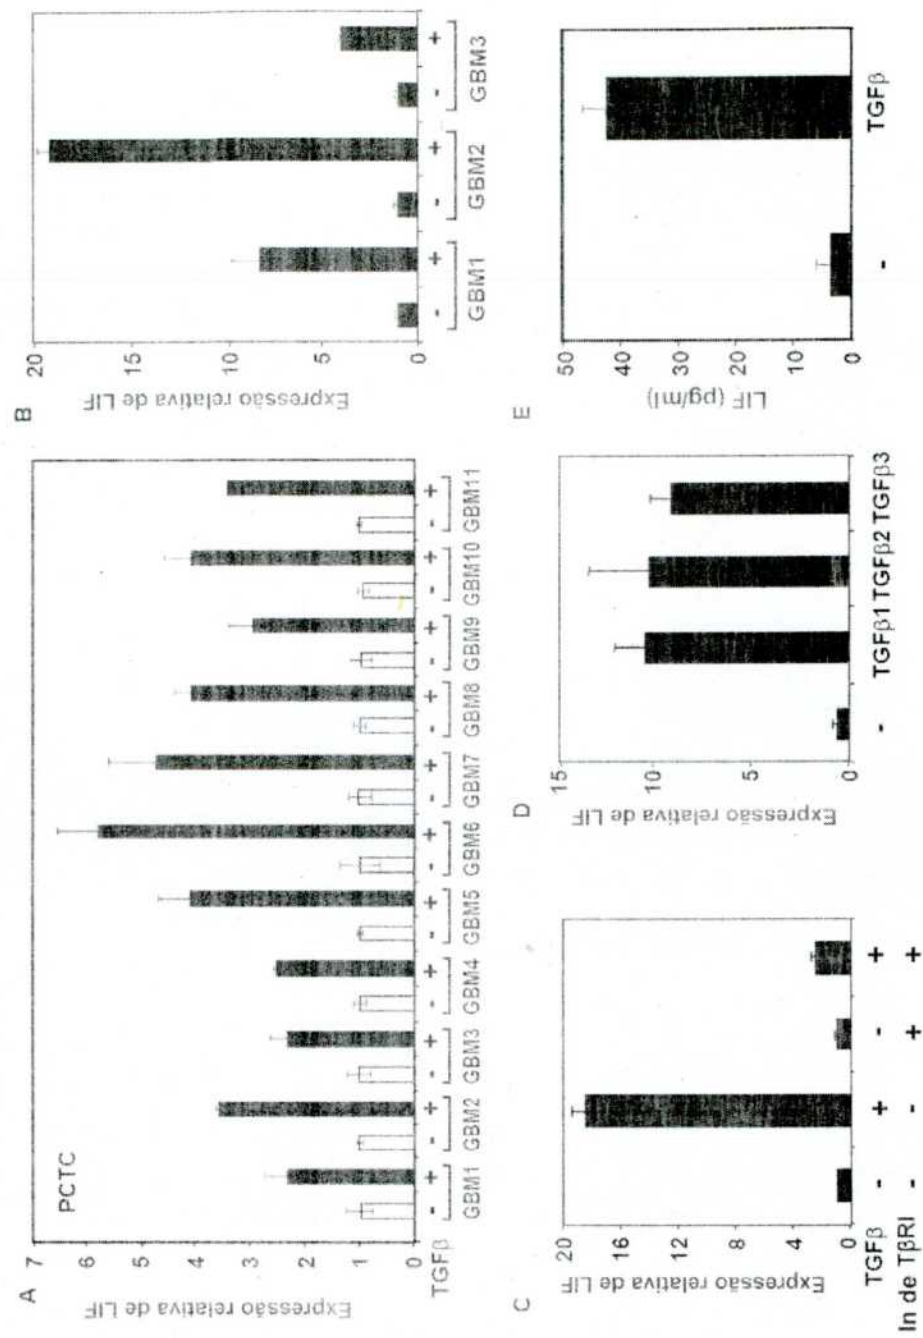 A
Expressão relativa de LIF
7
6
5
4
3
2
1
0
PCTC
TGFβ
- + - + - + - + - + - + - + - + - + - + - +
GBM1 GBM2 GBM3 GBM4 GBM5 GBM6 GBM7 GBM8 GBM9 GBM10 GBM11
B
Expressão relativa de LIF
20
15
10
5
0
- + - + - +
GBM1 GBM2 GBM3
C
Expressão relativa de LIF
20
16
12
8
4
0
TGFβ - + - +
In de TβRI - - + +
D
Expressão relativa de LIF
15
10
5
0
- TGFβ1 TGFβ2 TGFβ3
E
LIF (pg/ml)
50
40
30
20
10
0
- TGFβ